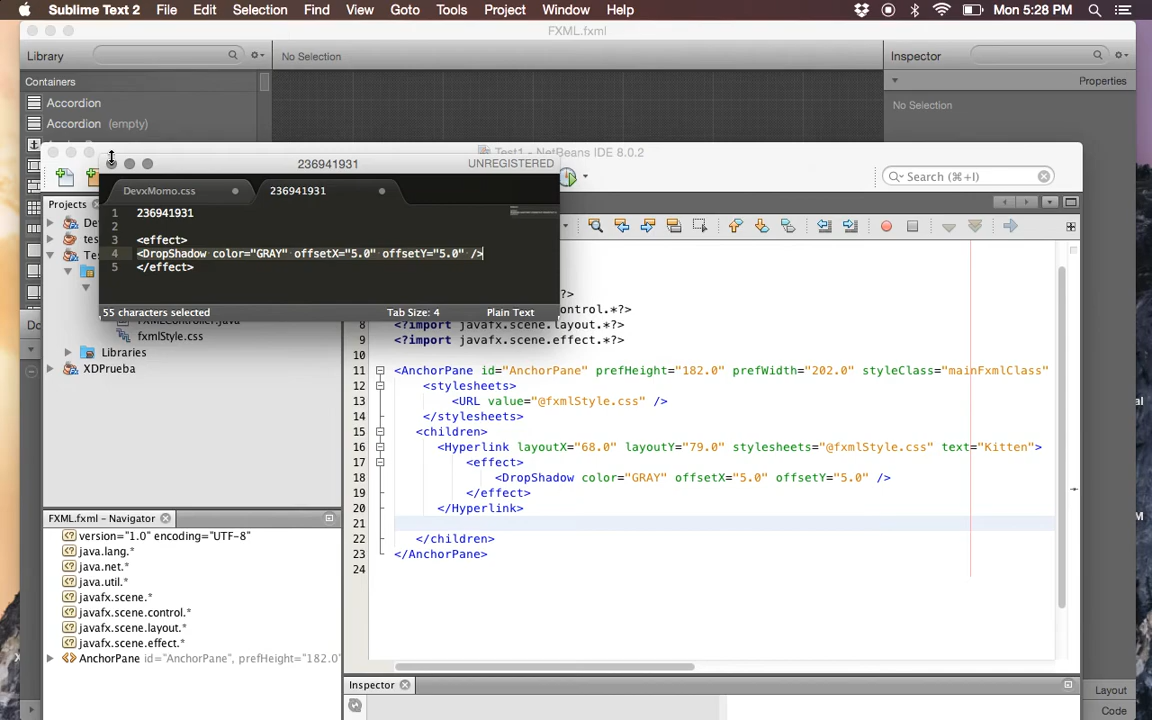 Sublime Text 2 File Edit Selection Find View Goto Tools Project Window Help Mon 5:28 PM
FXML.fxml
Library No Selection Inspector
Containers Properties
Accordion No Selection
Accordion (empty)
Test1 - NetBeans IDE 8.0.2
236941931 UNREGISTERED
Search (⌘+I)
DevxMomo.css 236941931
Projects
1 236941931
2
3 <effect>
4 <DropShadow color="GRAY" offsetX="5.0" offsetY="5.0" />
5 </effect>
55 characters selected Tab Size: 4 Plain Text
fxmlStyle.css
Libraries
XDPrueba
8 <?import javafx.scene.layout.*?>
9 <?import javafx.scene.effect.*?>
10
11 <AnchorPane id="AnchorPane" prefHeight="182.0" prefWidth="202.0" styleClass="mainFxmlClass"
12 <stylesheets>
13 <URL value="@fxmlStyle.css" />
14 </stylesheets>
15 <children>
16 <Hyperlink layoutX="68.0" layoutY="79.0" stylesheets="@fxmlStyle.css" text="Kitten">
17 <effect>
18 <DropShadow color="GRAY" offsetX="5.0" offsetY="5.0" />
19 </effect>
20 </Hyperlink>
21
22 </children>
23 </AnchorPane>
24
FXML.fxml - Navigator
version="1.0" encoding="UTF-8"
java.lang.*
java.net.*
java.util.*
javafx.scene.*
javafx.scene.control.*
javafx.scene.layout.*
javafx.scene.effect.*
AnchorPane id="AnchorPane", prefHeight="182.0"
Inspector
Layout
Code